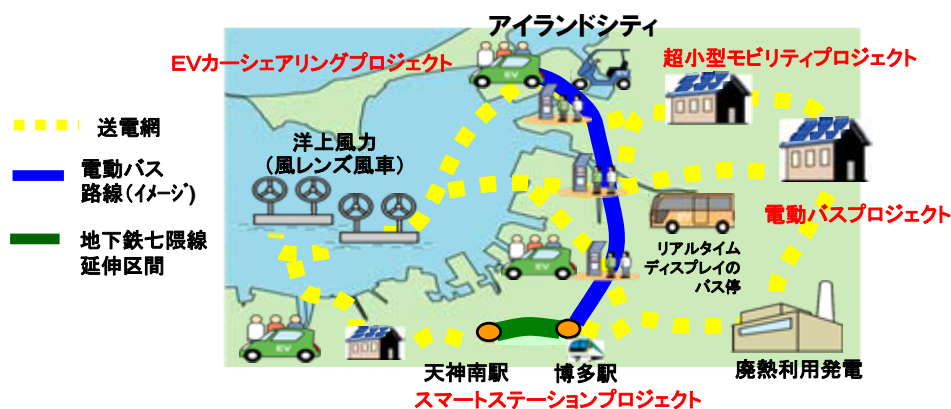 アイランドシティ
EVカーシェアリングプロジェクト
超小型モビリティプロジェクト
送電網
洋上風力
（風レンズ風車）
電動バス
路線（イメージ）
電動バスプロジェクト
地下鉄七隈線
延伸区間
リアルタイム
ディスプレイの
バス停
EV
EV
EV
天神南駅
博多駅
廃熱利用発電
スマートステーションプロジェクト